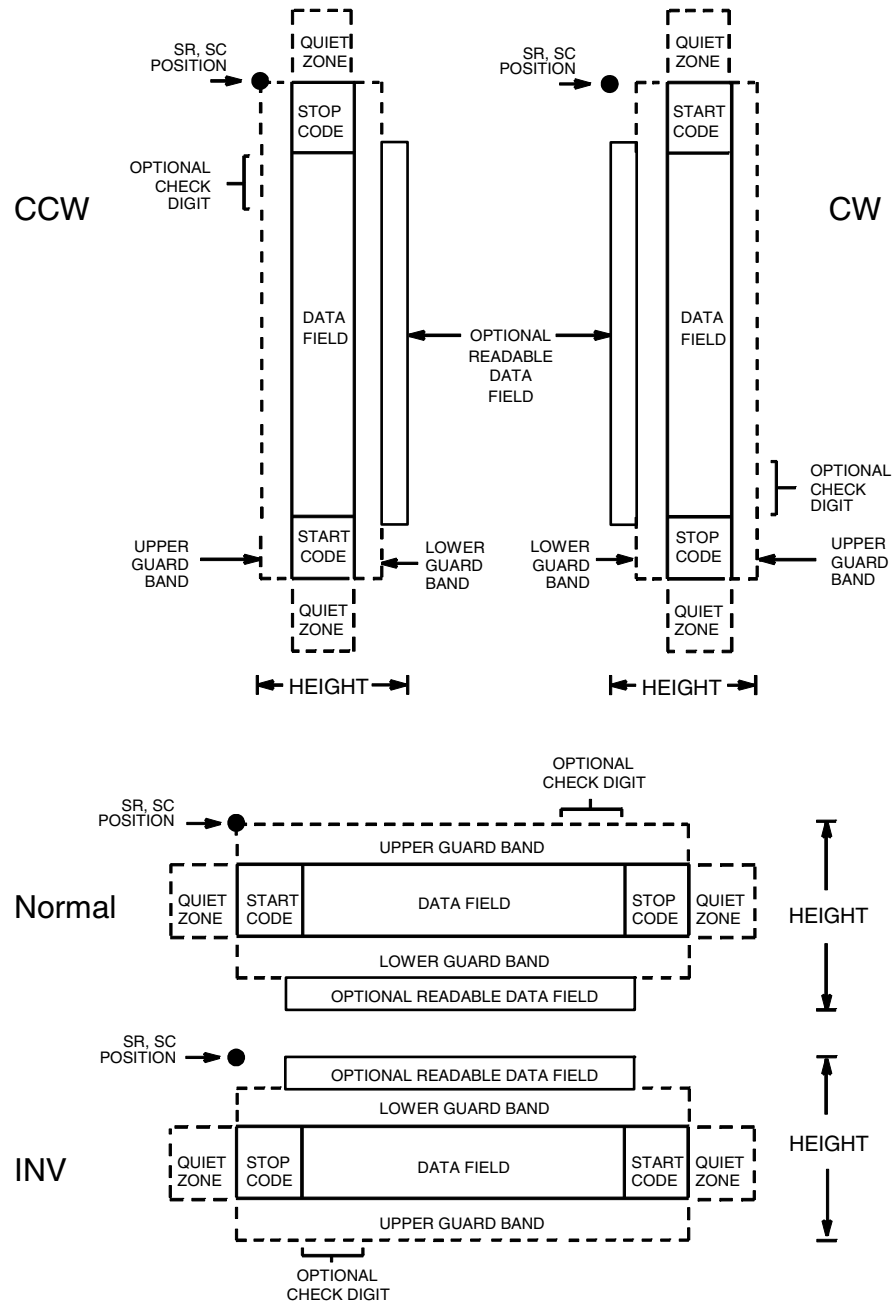 QUIET
ZONE
SR, SC
POSITION
STOP
CODE
OPTIONAL
CHECK
DIGIT
CCW
DATA
FIELD
START
CODE
UPPER
GUARD
BAND
LOWER
GUARD
BAND
QUIET
ZONE
HEIGHT
OPTIONAL
READABLE
DATA
FIELD
QUIET
ZONE
SR, SC
POSITION
START
CODE
CW
DATA
FIELD
OPTIONAL
CHECK
DIGIT
LOWER
GUARD
BAND
STOP
CODE
UPPER
GUARD
BAND
QUIET
ZONE
HEIGHT
OPTIONAL
CHECK DIGIT
SR, SC
POSITION
UPPER GUARD BAND
Normal
QUIET
ZONE
START
CODE
DATA FIELD
STOP
CODE
QUIET
ZONE
HEIGHT
LOWER GUARD BAND
OPTIONAL READABLE DATA FIELD
SR, SC
POSITION
OPTIONAL READABLE DATA FIELD
LOWER GUARD BAND
HEIGHT
INV
QUIET
ZONE
STOP
CODE
DATA FIELD
START
CODE
QUIET
ZONE
UPPER GUARD BAND
OPTIONAL
CHECK DIGIT